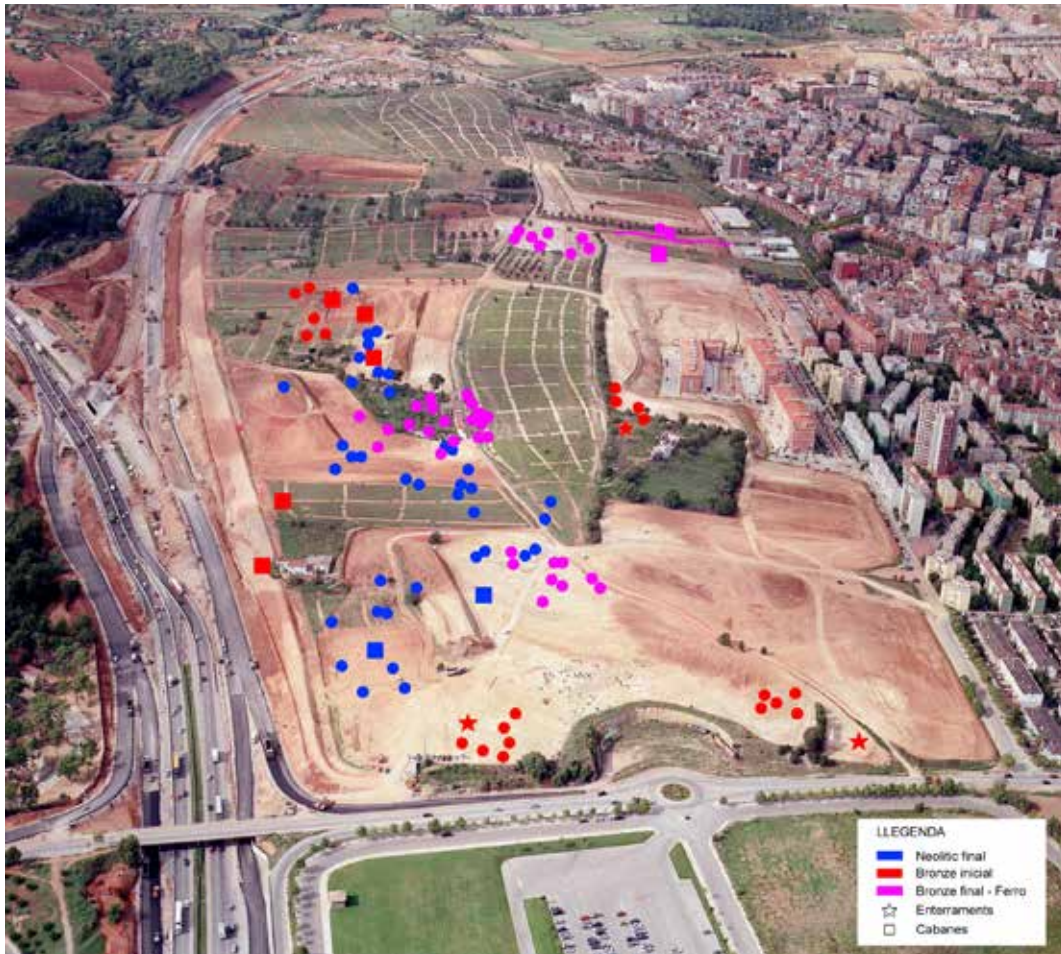 LLEGENDA
Neolític final
Bronze inicial
Bronze final - Ferro
Enterraments
Cabanes